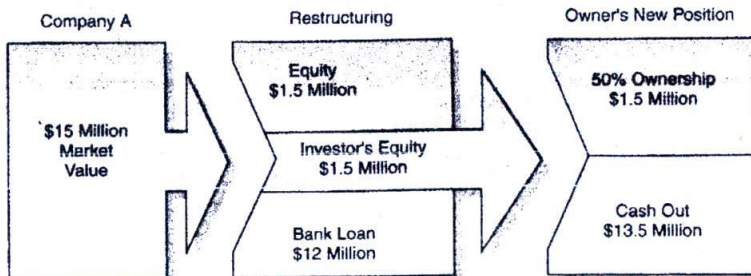 Company A
Restructuring
Owner's New Position
$15 Million
Market
Value
Equity
$1.5 Million
Investor's Equity
$1.5 Million
Bank Loan
$12 Million
50% Ownership
$1.5 Million
Cash Out
$13.5 Million